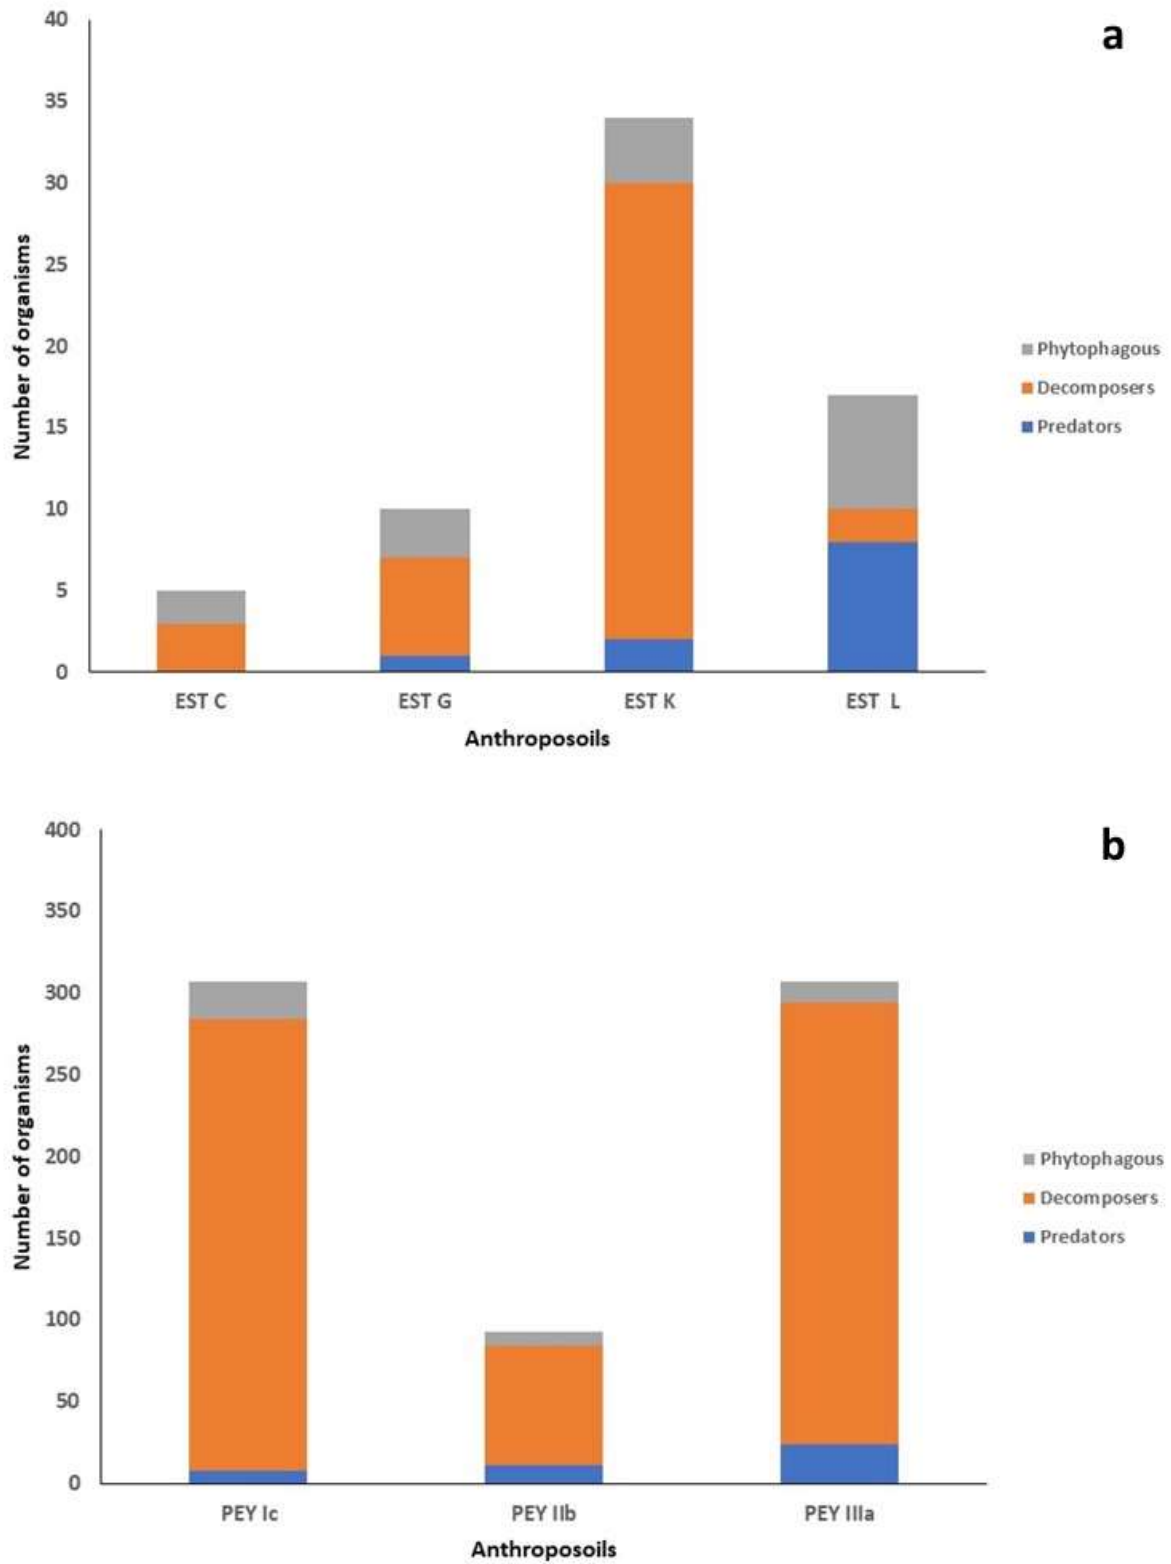 a
40
35
30
25
20
15
10
5
0
Number of organisms
EST C
EST G
EST K
EST L
Anthroposoils
Phytophagous
Decomposers
Predators
b
400
350
300
250
200
150
100
50
0
Number of organisms
PEY Ic
PEY IIb
PEY IIIa
Anthroposoils
Phytophagous
Decomposers
Predators